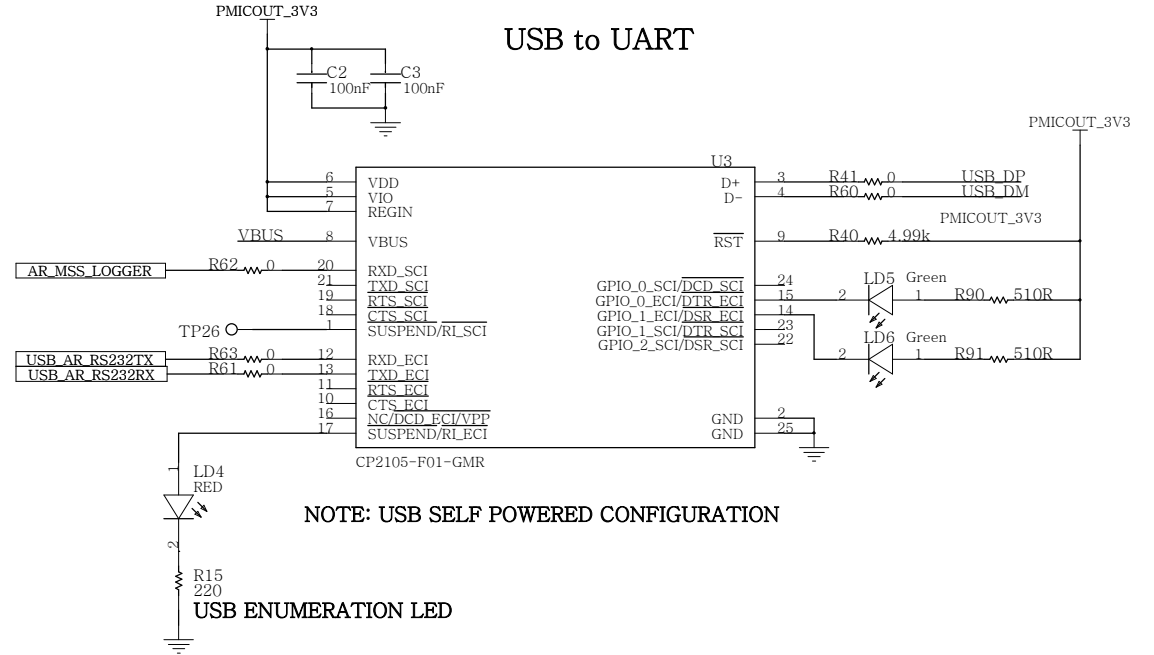 PMICOUT_3V3
USB to UART
C2
100nF
C3
100nF
PMICOUT_3V3
U3
6 VDD
5 VIO
7 REGIN
VBUS 8 VBUS
AR_MSS_LOGGER R62 0 20 RXD_SCI
21 TXD_SCI
19 RTS_SCI
18 CTS_SCI
TP26 1 SUSPEND/RI_SCI
USB_AR_RS232TX R63 0 12 RXD_ECI
USB_AR_RS232RX R61 0 13 TXD_ECI
11 RTS_ECI
10 CTS_ECI
16 NC/DCD_ECI/VPP
17 SUSPEND/RI_ECI
D+ 3 R41 0 USB_DP
D- 4 R60 0 USB_DM
PMICOUT_3V3
RST 9 R40 4.99k
GPIO_0_SCI/DCD_SCI 24
GPIO_0_ECI/DTR_ECI 15
GPIO_1_ECI/DSR_ECI 14
GPIO_1_SCI/DTR_SCI 23
GPIO_2_SCI/DSR_SCI 22
LD5 Green
2 1 R90 510R
LD6 Green
2 1 R91 510R
GND 2
GND 25
CP2105-F01-GMR
1
LD4
RED
2
R15
220
NOTE: USB SELF POWERED CONFIGURATION
USB ENUMERATION LED